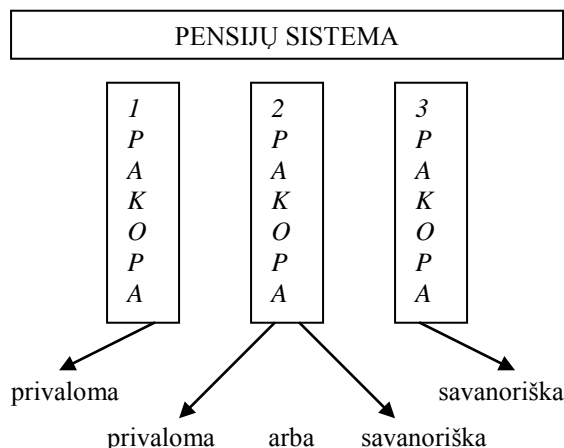 PENSIJŲ SISTEMA
1 PAKOPA
2 PAKOPA
3 PAKOPA
privaloma
savanoriška
privaloma arba savanoriška